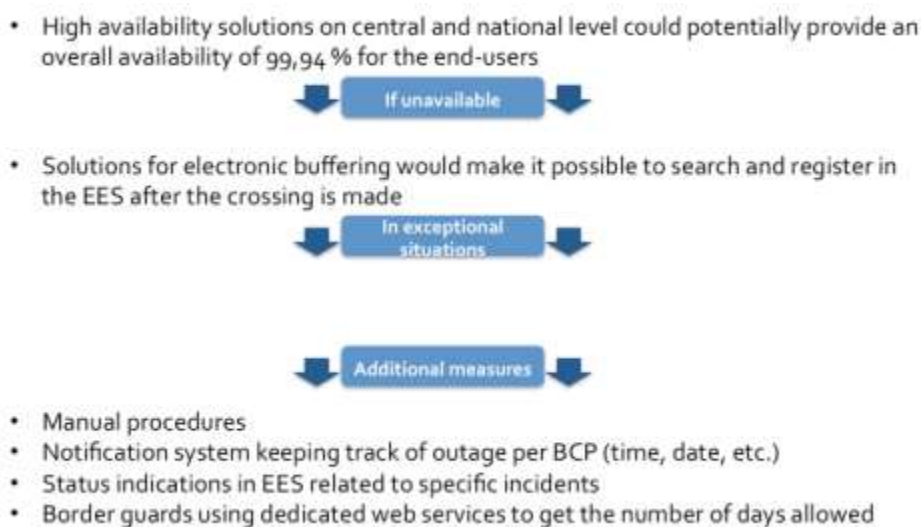 • High availability solutions on central and national level could potentially provide an
overall availability of 99,94 % for the end-users
If unavailable
• Solutions for electronic buffering would make it possible to search and register in
the EES after the crossing is made
In exceptional
situations
Additional measures
• Manual procedures
• Notification system keeping track of outage per BCP (time, date, etc.)
• Status indications in EES related to specific incidents
• Border guards using dedicated web services to get the number of days allowed